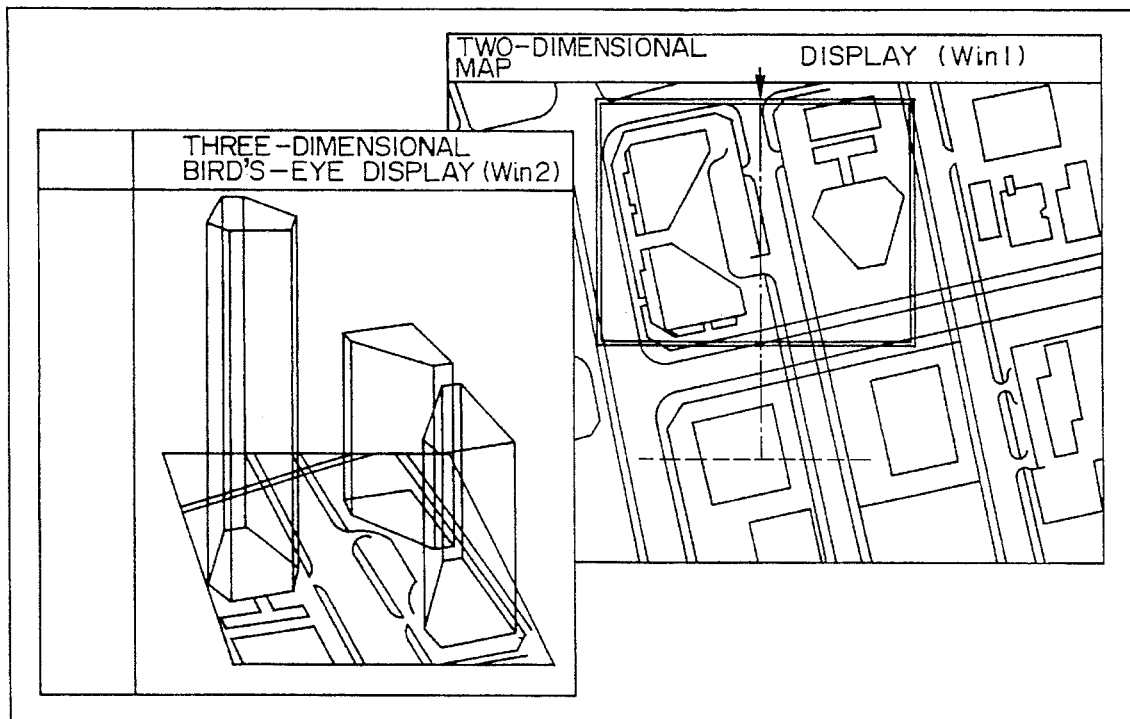 TWO-DIMENSIONAL
MAP DISPLAY (Win1)
THREE-DIMENSIONAL
BIRD'S-EYE DISPLAY (Win2)